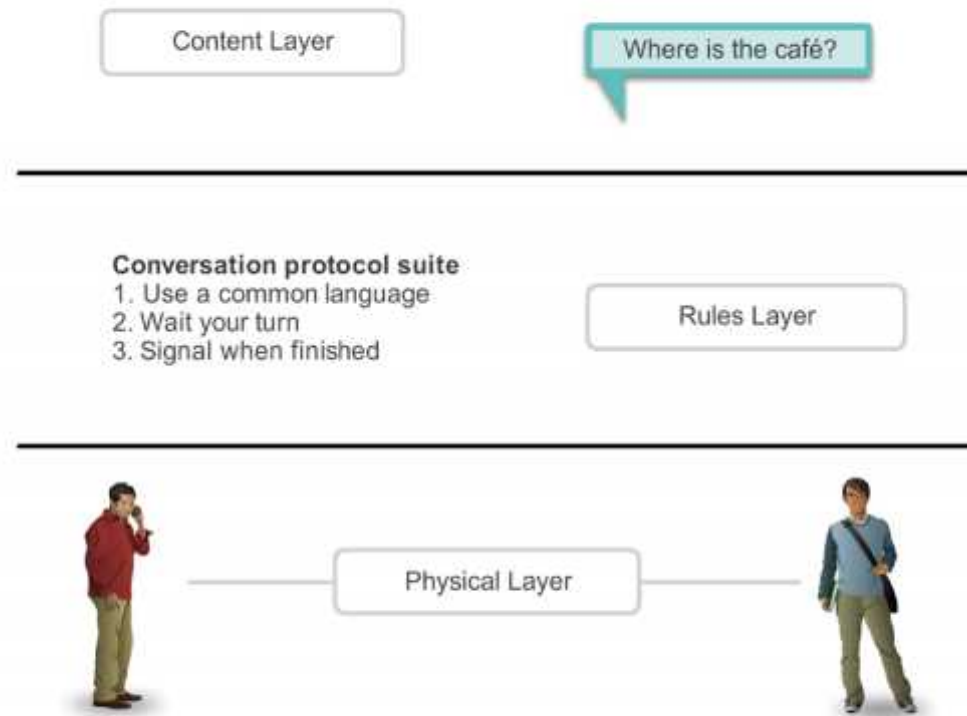 Content Layer
Where is the café?
Conversation protocol suite
1. Use a common language
2. Wait your turn
3. Signal when finished
Rules Layer
Physical Layer